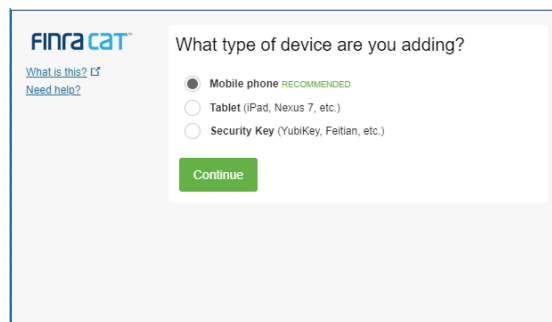 FINra CaT™
What is this?
Need help?
What type of device are you adding?
Mobile phone RECOMMENDED
Tablet (iPad, Nexus 7, etc.)
Security Key (YubiKey, Feitian, etc.)
Continue